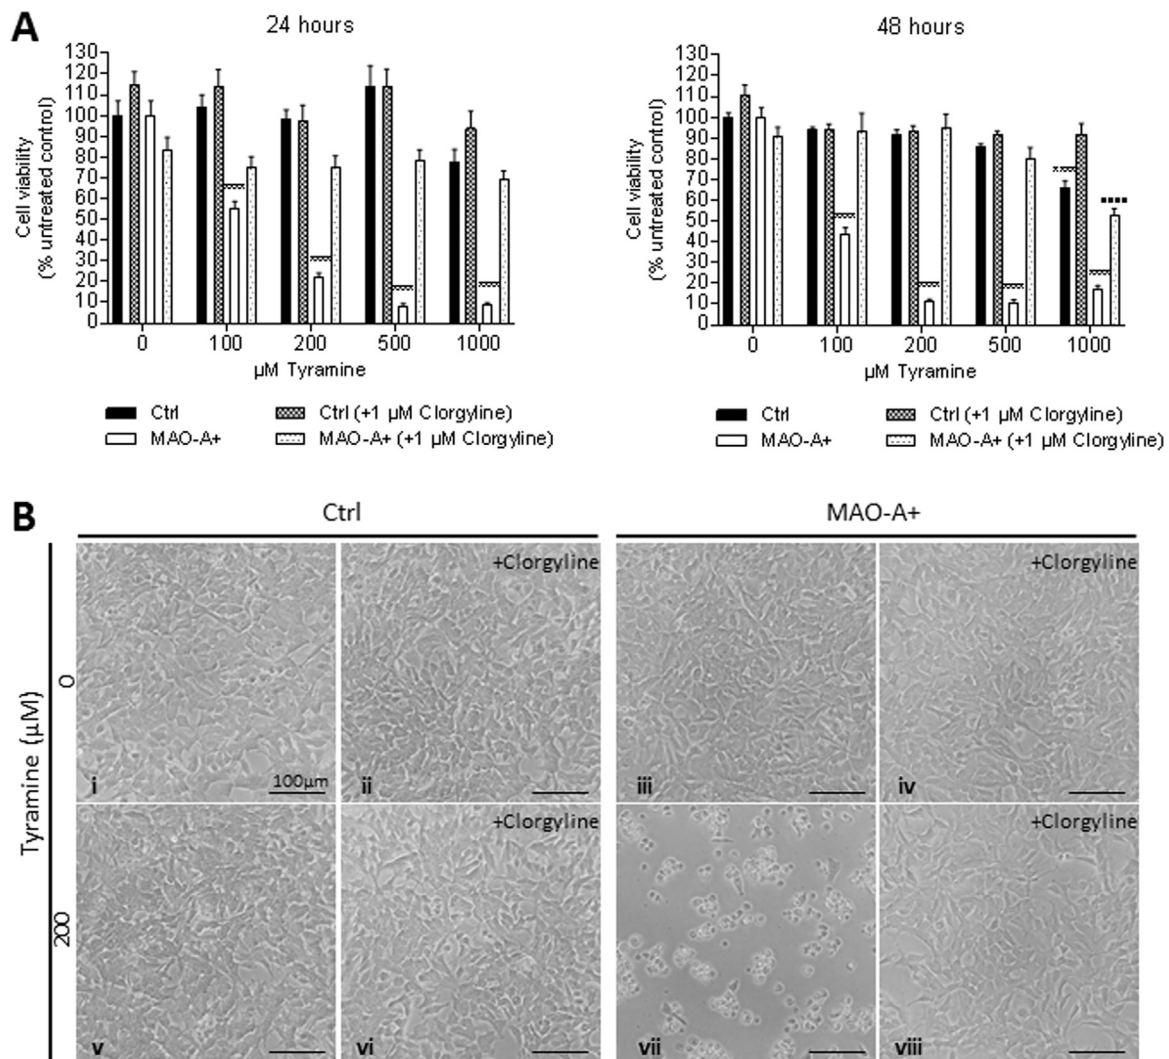 A
24 hours
130
120
110
100
90
80
70
60
50
40
30
20
10
0
Cell viability
(% untreated control)
0 100 200 500 1000
µM Tyramine
Ctrl Ctrl (+1 µM Clorgyline)
MAO-A+ MAO-A+ (+1 µM Clorgyline)
48 hours
130
120
110
100
90
80
70
60
50
40
30
20
10
0
Cell viability
(% untreated control)
0 100 200 500 1000
µM Tyramine
Ctrl Ctrl (+1 µM Clorgyline)
MAO-A+ MAO-A+ (+1 µM Clorgyline)
B
Ctrl MAO-A+
Tyramine (µM)
0
+Clorgyline +Clorgyline
i 100µm ii iii iv
200
+Clorgyline +Clorgyline
v vi vii viii